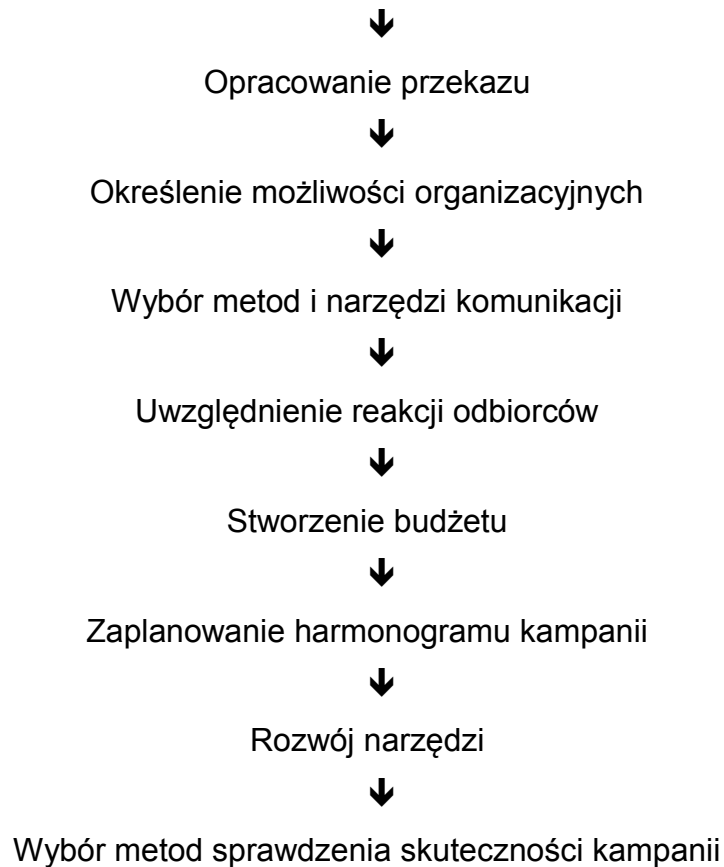 Opracowanie przekazu
Określenie możliwości organizacyjnych
Wybór metod i narzędzi komunikacji
Uwzględnienie reakcji odbiorców
Stworzenie budżetu
Zaplanowanie harmonogramu kampanii
Rozwój narzędzi
Wybór metod sprawdzenia skuteczności kampanii